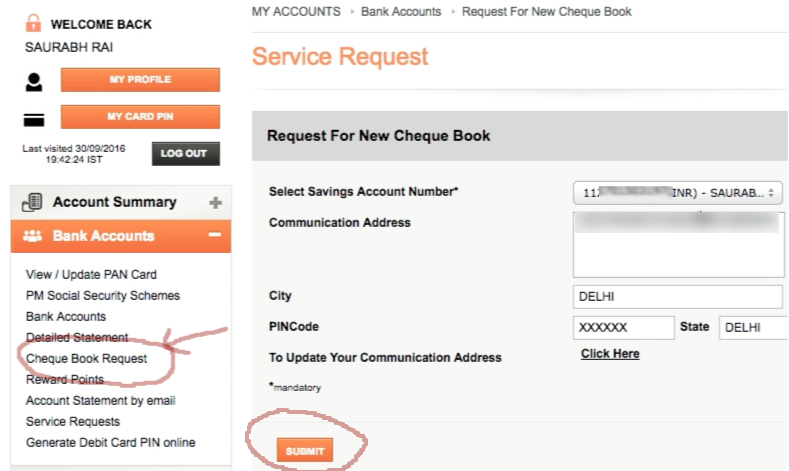 WELCOME BACK
SAURABH RAI
MY PROFILE
MY CARD PIN
Last visited 30/09/2016
19:42:24 IST
LOG OUT
Account Summary
Bank Accounts
View / Update PAN Card
PM Social Security Schemes
Bank Accounts
Detailed Statement
Cheque Book Request
Reward Points
Account Statement by email
Service Requests
Generate Debit Card PIN online
MY ACCOUNTS Bank Accounts Request For New Cheque Book
Service Request
Request For New Cheque Book
Select Savings Account Number* INR) - SAURAB...
Communication Address
City DELHI
PINCode XXXXXX State DELHI
To Update Your Communication Address Click Here
*mandatory
SUBMIT